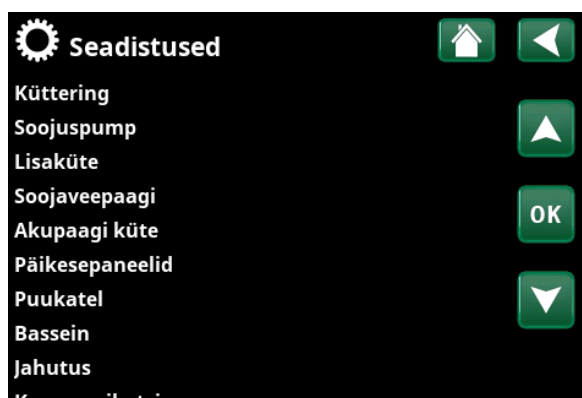 Seadistused
Küttering
Soojuspump
Lisaküte
Soojaveepaagi
Akupaagi küte
Päikesepaneelid
Puukatel
Bassein
Jahutus
OK